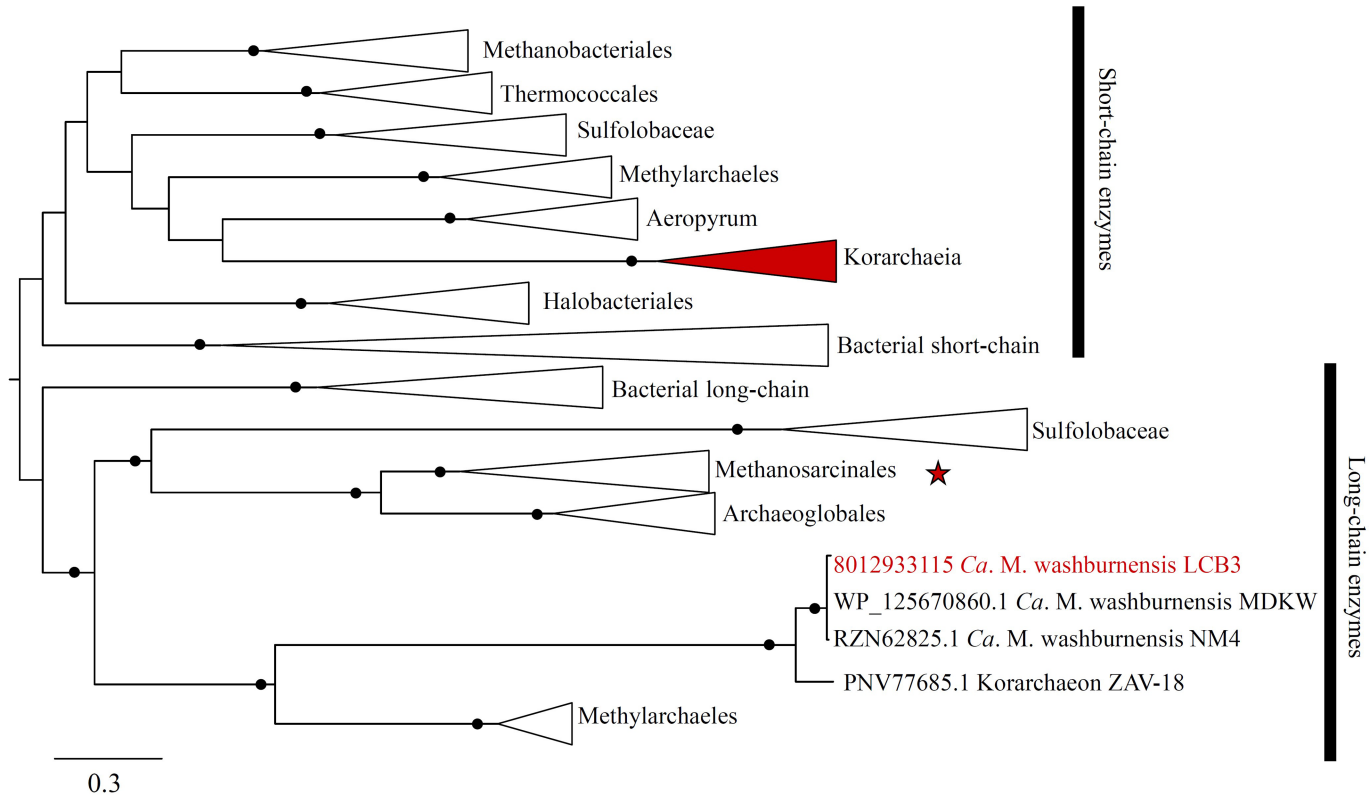 Methanobacteriales
Thermococcales
Sulfolobaceae
Methylarchaeles
Aeropyrum
Korarchaeia
Halobacteriales
Bacterial short-chain
Short-chain enzymes
Bacterial long-chain
Sulfolobaceae
Methanosarcinales
Archaeoglobales
8012933115 Ca. M. washburnensis LCB3
WP_125670860.1 Ca. M. washburnensis MDKW
RZN62825.1 Ca. M. washburnensis NM4
PNV77685.1 Korarchaeon ZAV-18
Methylarchaeles
Long-chain enzymes
0.3